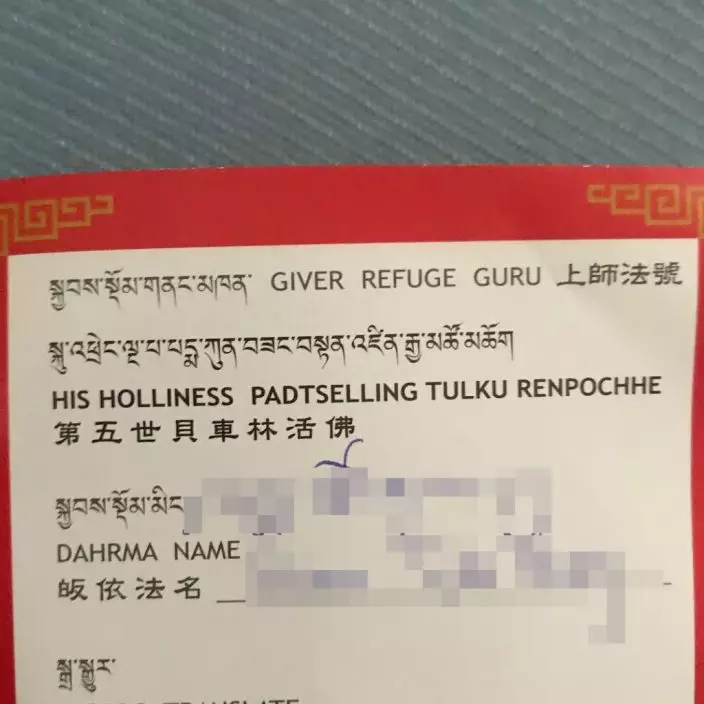 སྐྱབས་སྡོམ་གནང་མཁན་ GIVER REFUGE GURU 上師法號
སྐུ་འཕྲེང་ལྔ་པ་པདྨ་ཀུན་བཟང་བསྟན་འཛིན་རྒྱ་མཚོ་མཆོག
HIS HOLLINESS PADTSELLING TULKU RENPOCHHE
第五世貝車林活佛
སྐྱབས་སྡོམ་མིང
DAHRMA NAME
皈依法名
སྒྲ་སྒྱུར་
TRANSLATE